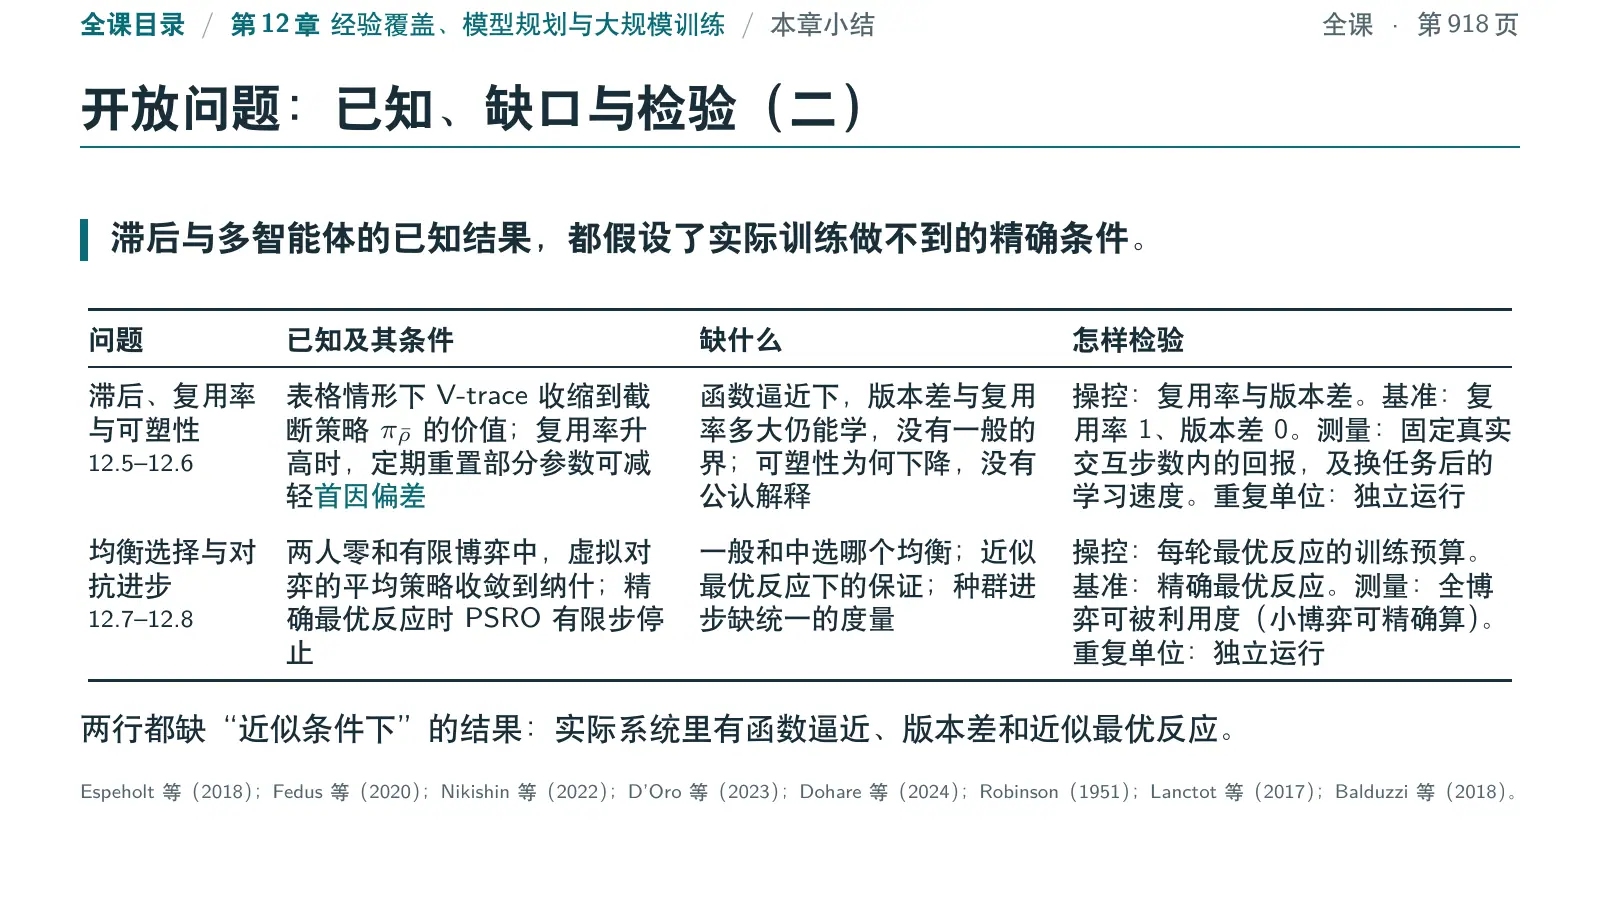 全课目录 / 第 12 章 经验覆盖、模型规划与大规模训练 / 本章小结
全课 · 第 918 页
开放问题：已知、缺口与检验（二）
滞后与多智能体的已知结果，都假设了实际训练做不到的精确条件。
问题
已知及其条件
缺什么
怎样检验
滞后、复用率
与可塑性
12.5–12.6
表格情形下 V-trace 收缩到截
断策略 π_ρ̄ 的价值；复用率升
高时，定期重置部分参数可减
轻首因偏差
函数逼近下，版本差与复用
率多大仍能学，没有一般的
界；可塑性为何下降，没有
公认解释
操控：复用率与版本差。基准：复
用率 1、版本差 0。测量：固定真实
交互步数内的回报，及换任务后的
学习速度。重复单位：独立运行
均衡选择与对
抗进步
12.7–12.8
两人零和有限博弈中，虚拟对
弈的平均策略收敛到纳什；精
确最优反应时 PSRO 有限步停
止
一般和中选哪个均衡；近似
最优反应下的保证；种群进
步缺统一的度量
操控：每轮最优反应的训练预算。
基准：精确最优反应。测量：全博
弈可被利用度（小博弈可精确算）。
重复单位：独立运行
两行都缺“近似条件下”的结果：实际系统里有函数逼近、版本差和近似最优反应。
Espeholt 等（2018）；Fedus 等（2020）；Nikishin 等（2022）；D’Oro 等（2023）；Dohare 等（2024）；Robinson（1951）；Lanctot 等（2017）；Balduzzi 等（2018）。